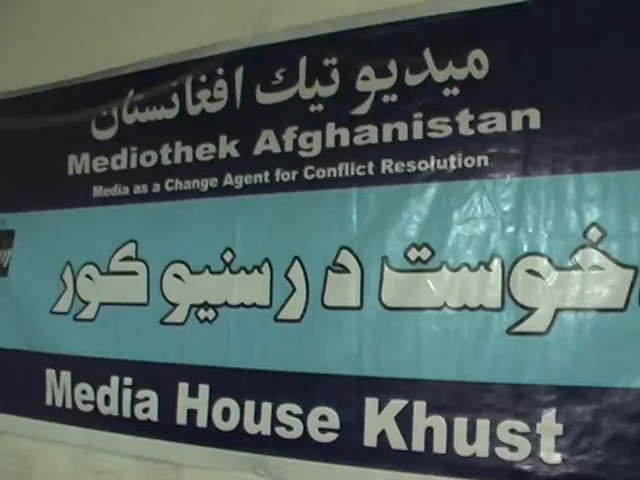 میدیو تیک افغانستان
Mediothek Afghanistan
Media as a Change Agent for Conflict Resolution
خوست د رسنیو کور
Media House Khust